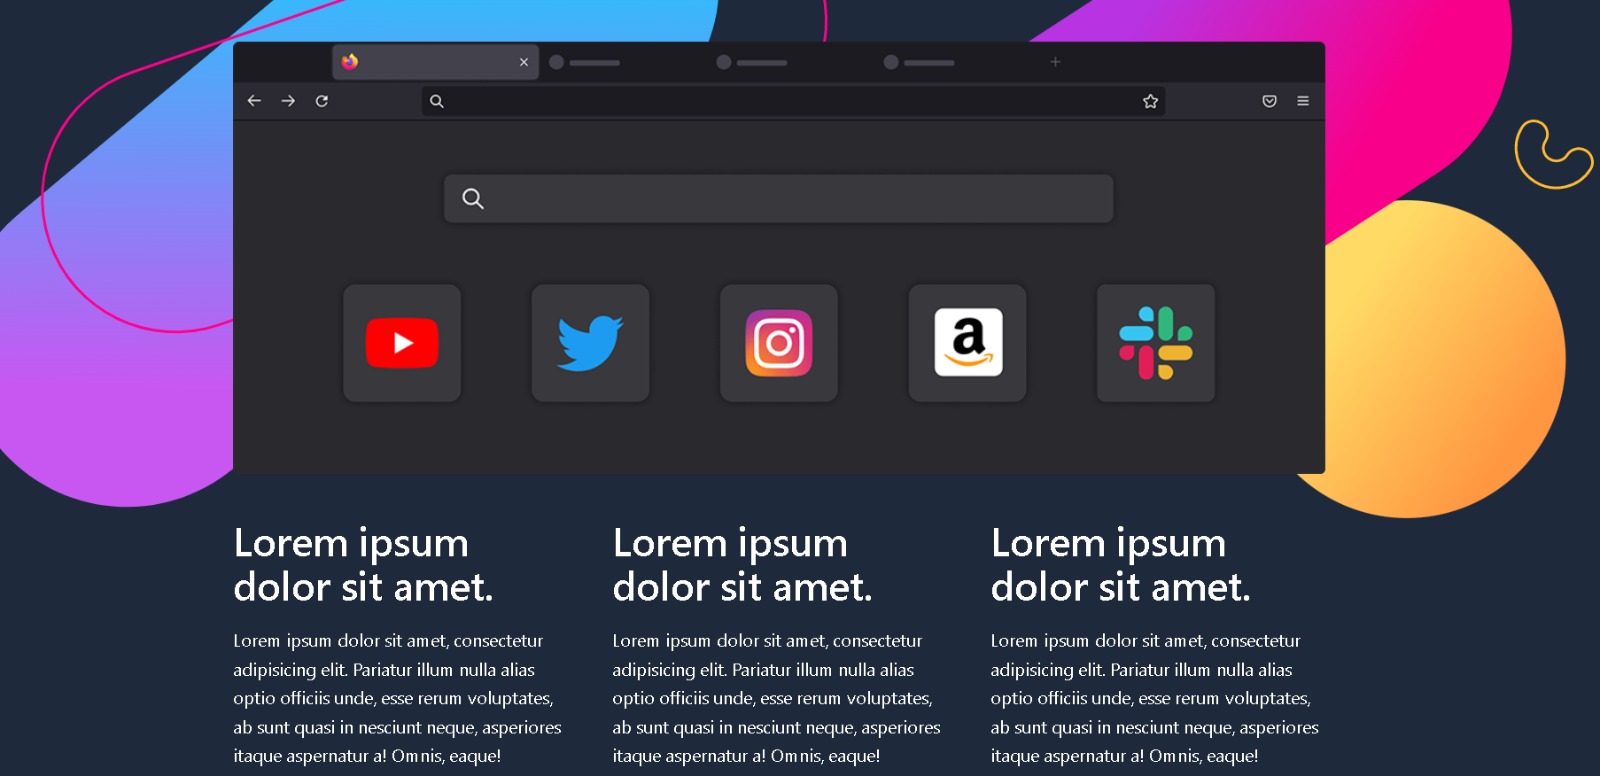 a
Lorem ipsum
dolor sit amet.
Lorem ipsum dolor sit amet, consectetur
adipisicing elit. Pariatur illum nulla alias
optio officiis unde, esse rerum voluptates,
ab sunt quasi in nesciunt neque, asperiores
itaque aspernatur a! Omnis, eaque!
Lorem ipsum
dolor sit amet.
Lorem ipsum dolor sit amet, consectetur
adipisicing elit. Pariatur illum nulla alias
optio officiis unde, esse rerum voluptates,
ab sunt quasi in nesciunt neque, asperiores
itaque aspernatur a! Omnis, eaque!
Lorem ipsum
dolor sit amet.
Lorem ipsum dolor sit amet, consectetur
adipisicing elit. Pariatur illum nulla alias
optio officiis unde, esse rerum voluptates,
ab sunt quasi in nesciunt neque, asperiores
itaque aspernatur a! Omnis, eaque!